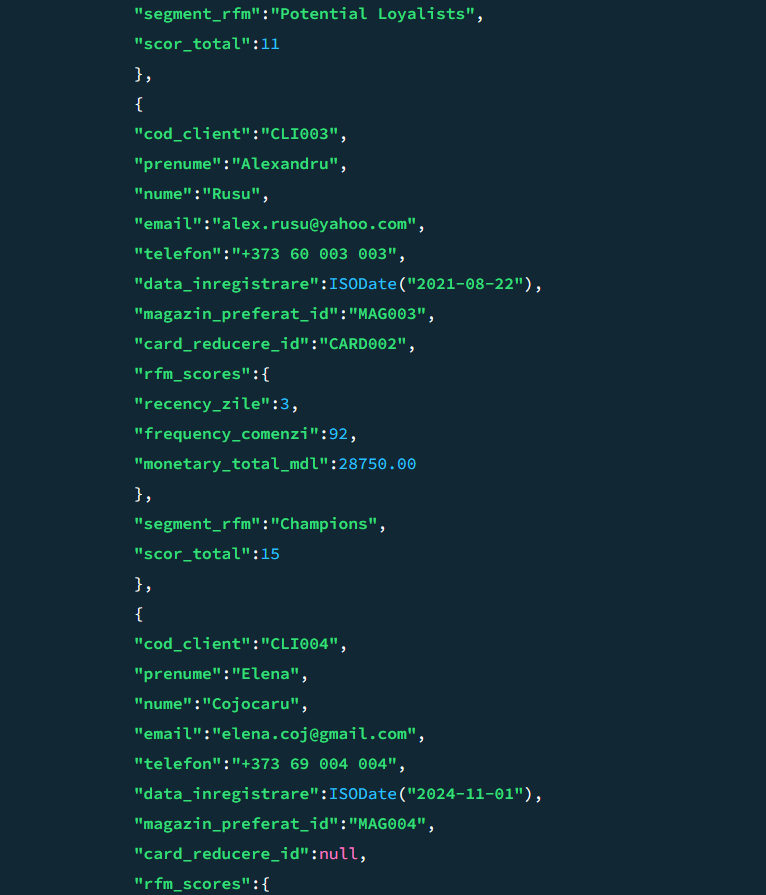 "segment_rfm":"Potential Loyalists",
"scor_total":11
},
{
"cod_client":"CLI003",
"prenume":"Alexandru",
"nume":"Rusu",
"email":"alex.rusu@yahoo.com",
"telefon":"+373 60 003 003",
"data_inregistrare":ISODate("2021-08-22"),
"magazin_preferat_id":"MAG003",
"card_reducere_id":"CARD002",
"rfm_scores":{
"recency_zile":3,
"frequency_comenzi":92,
"monetary_total_mdl":28750.00
},
"segment_rfm":"Champions",
"scor_total":15
},
{
"cod_client":"CLI004",
"prenume":"Elena",
"nume":"Cojocaru",
"email":"elena.coj@gmail.com",
"telefon":"+373 69 004 004",
"data_inregistrare":ISODate("2024-11-01"),
"magazin_preferat_id":"MAG004",
"card_reducere_id":null,
"rfm_scores":{